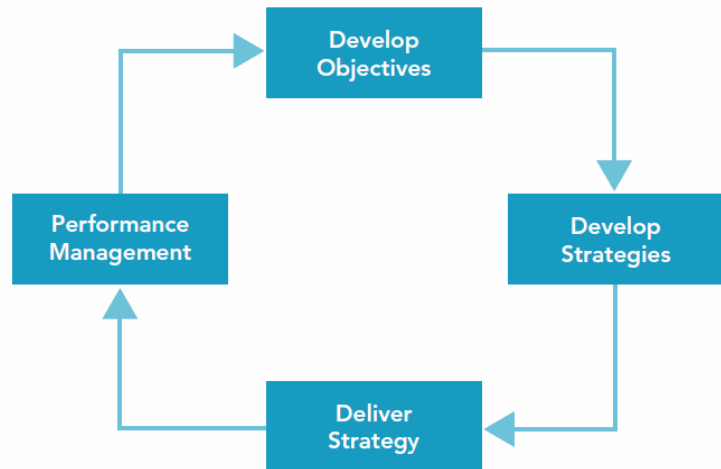 Develop
Objectives
Develop
Strategies
Deliver
Strategy
Performance
Management